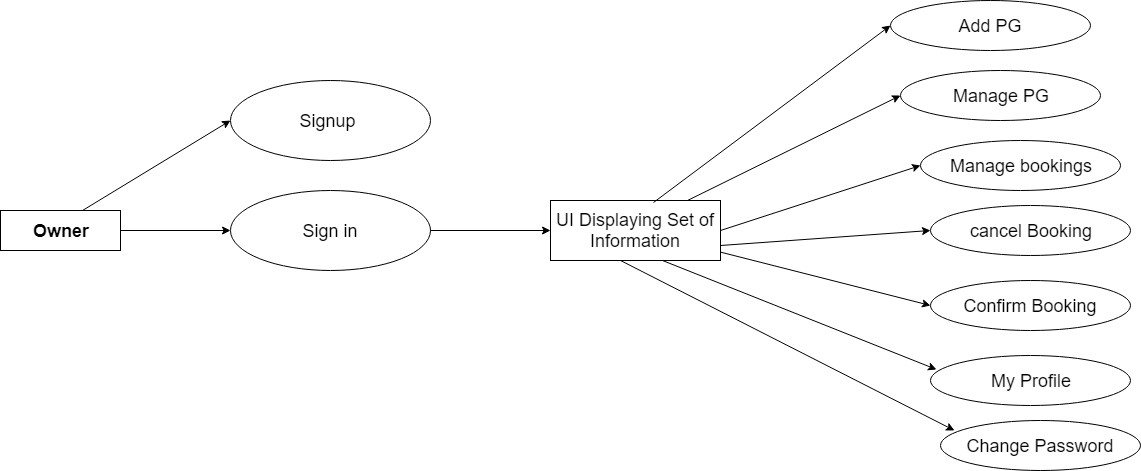 Add PG
Manage PG
Signup
Manage bookings
Owner
Sign in
UI Displaying Set of
Information
cancel Booking
Confirm Booking
My Profile
Change Password